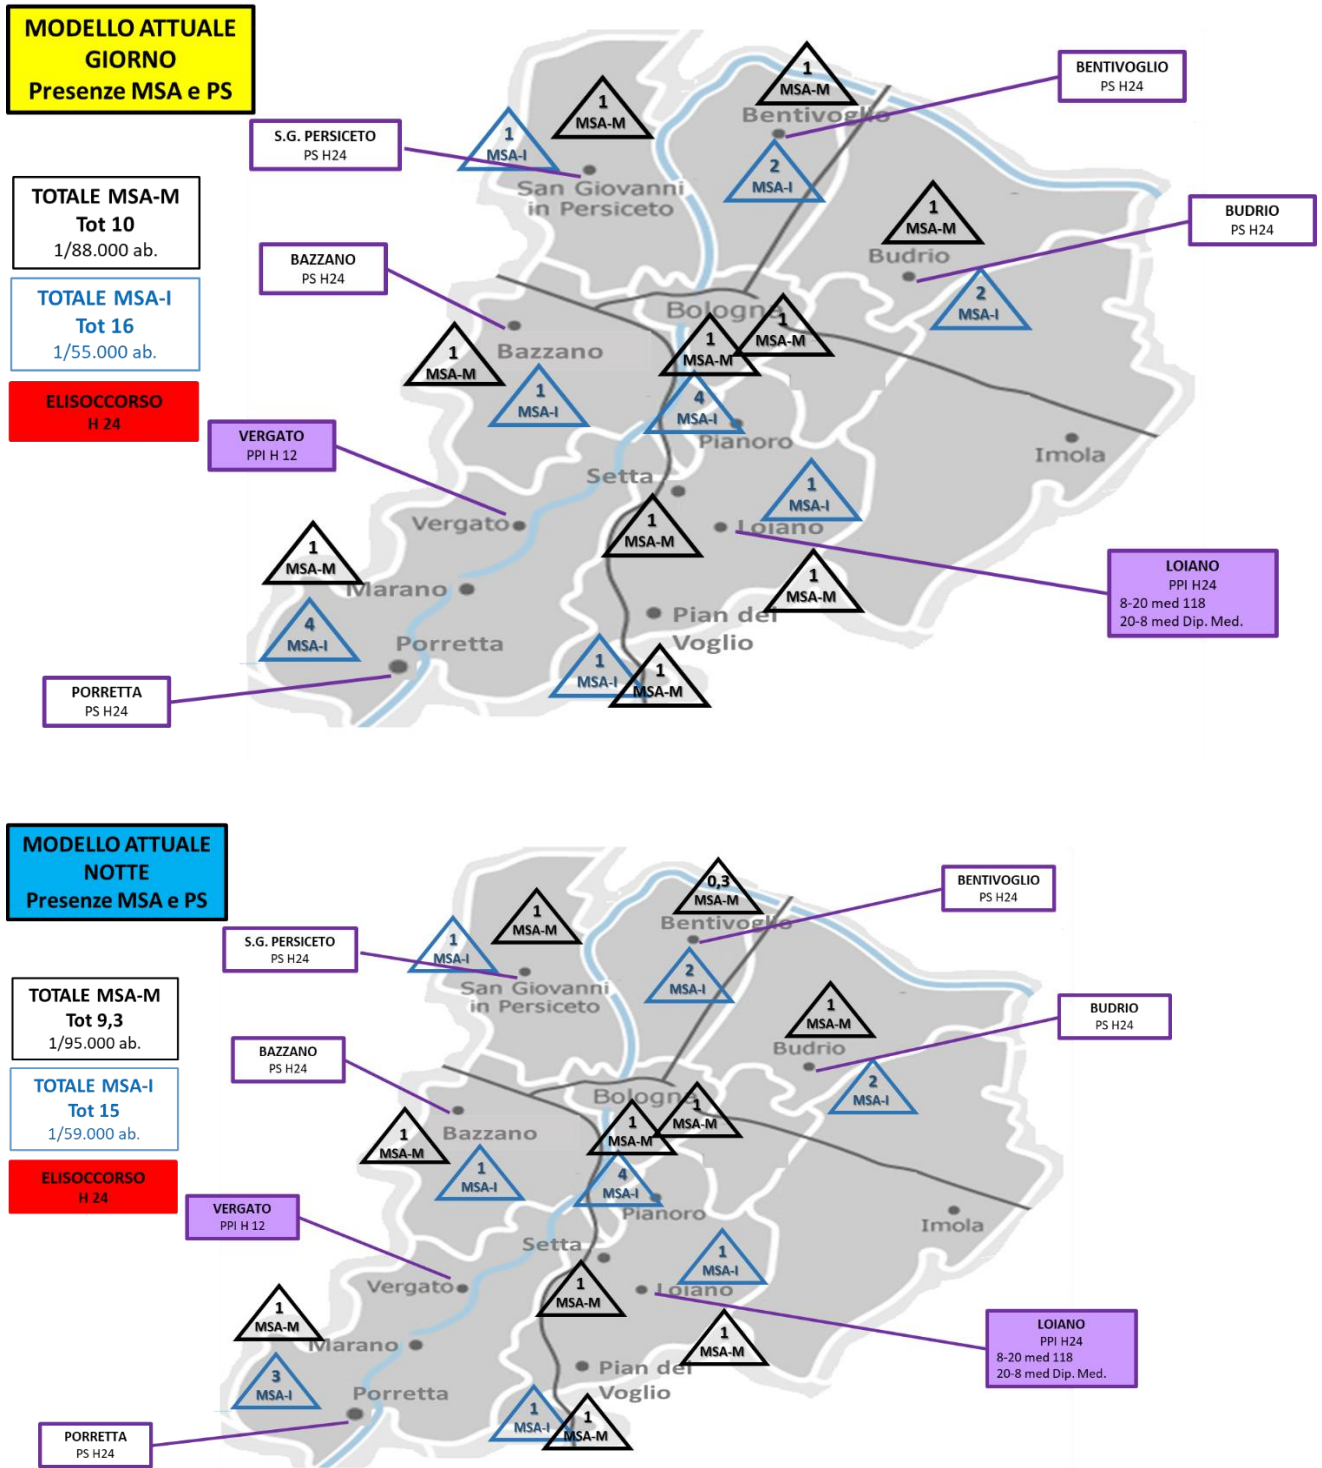 MODELLO ATTUALE
GIORNO
Presenze MSA e PS
TOTALE MSA-M
Tot 10
1/88.000 ab.
TOTALE MSA-I
Tot 16
1/55.000 ab.
ELISOCCORSO
H 24
S.G. PERSICETO
PS H24
BAZZANO
PS H24
VERGATO
PPI H 12
PORRETTA
PS H24
BENTIVOGLIO
PS H24
BUDRIO
PS H24
LOIANO
PPI H24
8-20 med 118
20-8 med Dip. Med.
1
MSA-M
Bentivoglio
1
MSA-M
1
MSA-I
2
MSA-I
San Giovanni
in Persiceto
1
MSA-M
Budrio
2
MSA-I
Bologna
1
MSA-M
1
MSA-M
1
MSA-M
Bazzano
1
MSA-I
4
MSA-I
Pianoro
Imola
Setta
1
MSA-I
Vergato
1
MSA-M
Loiano
1
MSA-M
1
MSA-M
Marano
4
MSA-I
Porretta
Pian del
Voglio
1
MSA-I
1
MSA-M
MODELLO ATTUALE
NOTTE
Presenze MSA e PS
TOTALE MSA-M
Tot 9,3
1/95.000 ab.
TOTALE MSA-I
Tot 15
1/59.000 ab.
ELISOCCORSO
H 24
S.G. PERSICETO
PS H24
BAZZANO
PS H24
VERGATO
PPI H 12
PORRETTA
PS H24
BENTIVOGLIO
PS H24
BUDRIO
PS H24
LOIANO
PPI H24
8-20 med 118
20-8 med Dip. Med.
0,3
MSA-M
Bentivoglio
1
MSA-M
1
MSA-I
2
MSA-I
San Giovanni
in Persiceto
1
MSA-M
Budrio
2
MSA-I
Bologna
1
MSA-M
1
MSA-M
1
MSA-M
Bazzano
1
MSA-I
4
MSA-I
Pianoro
Imola
Setta
1
MSA-I
Vergato
1
MSA-M
Loiano
1
MSA-M
1
MSA-M
Marano
3
MSA-I
Porretta
Pian del
Voglio
1
MSA-I
1
MSA-M